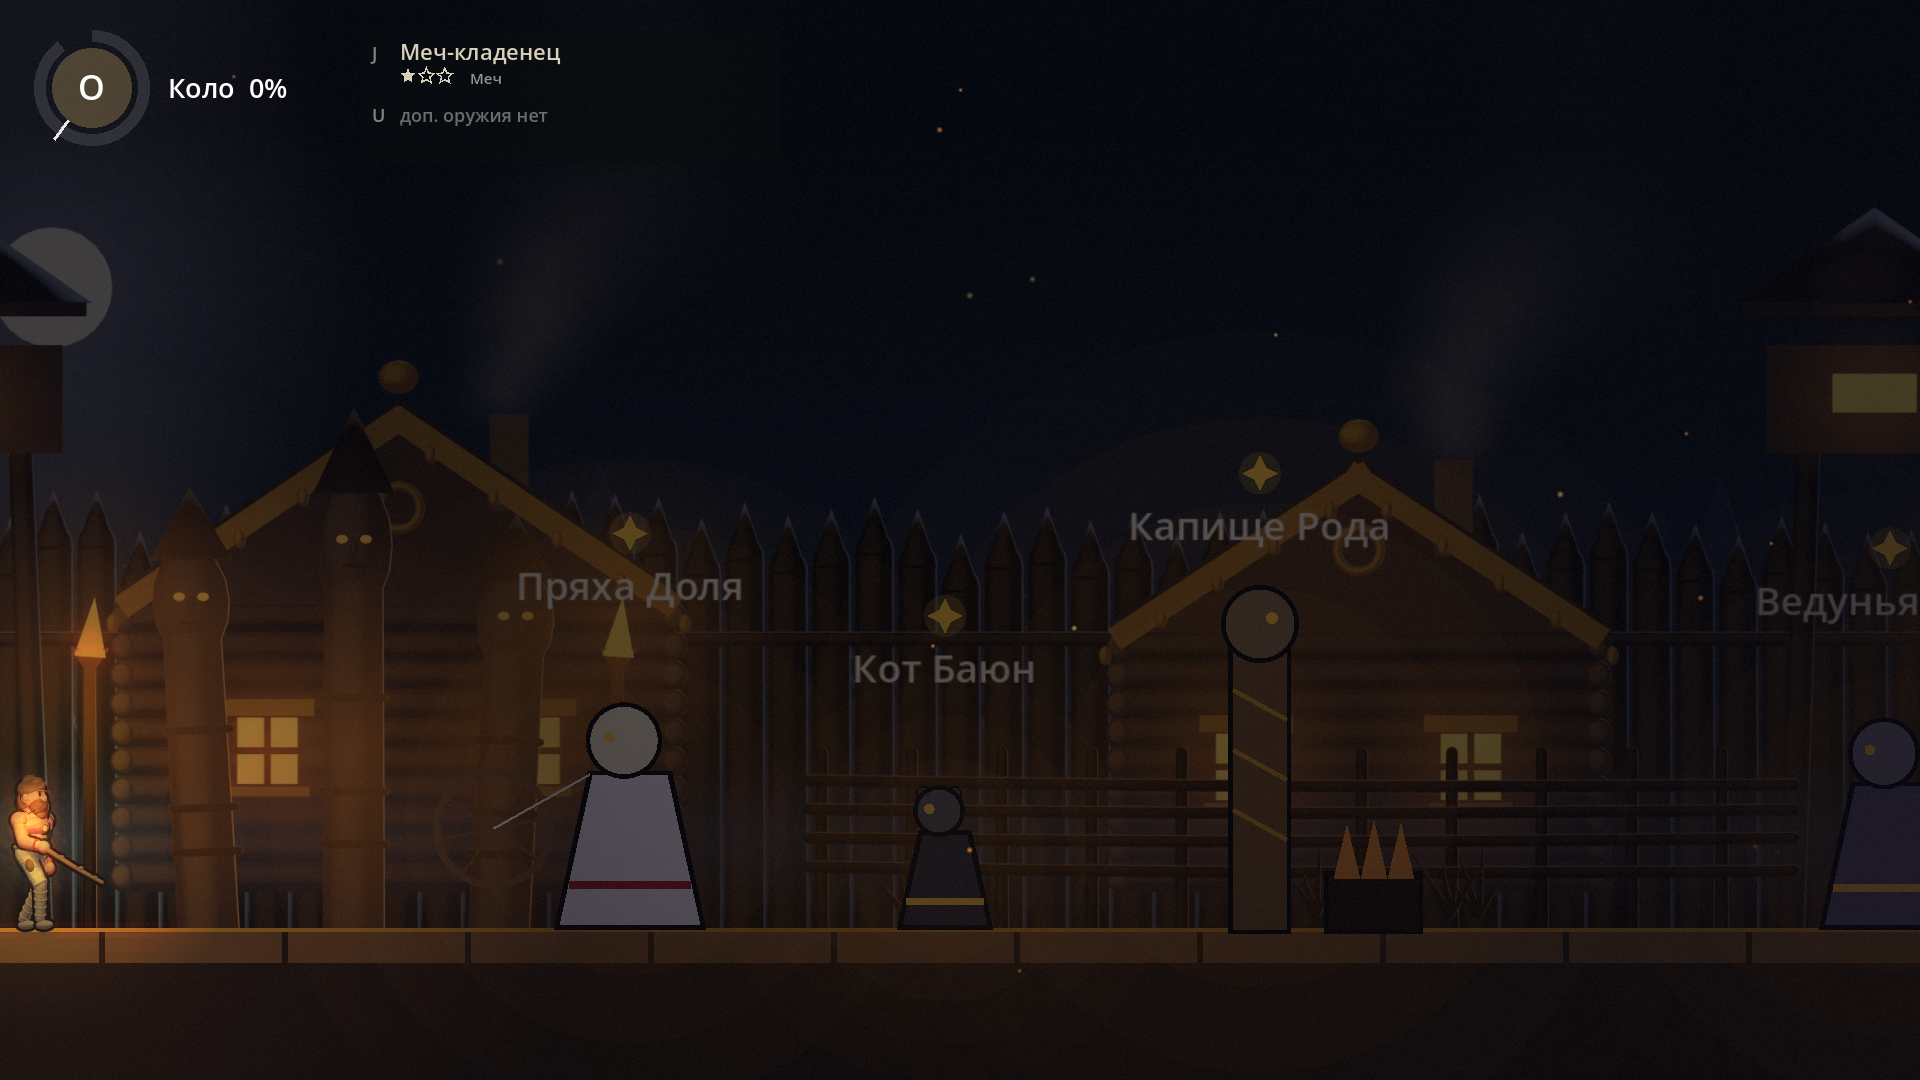 О
Коло 0%
J Меч-кладенец
Меч
U доп. оружия нет
Капище Рода
Пряха Доля
Ведунья
Кот Баюн